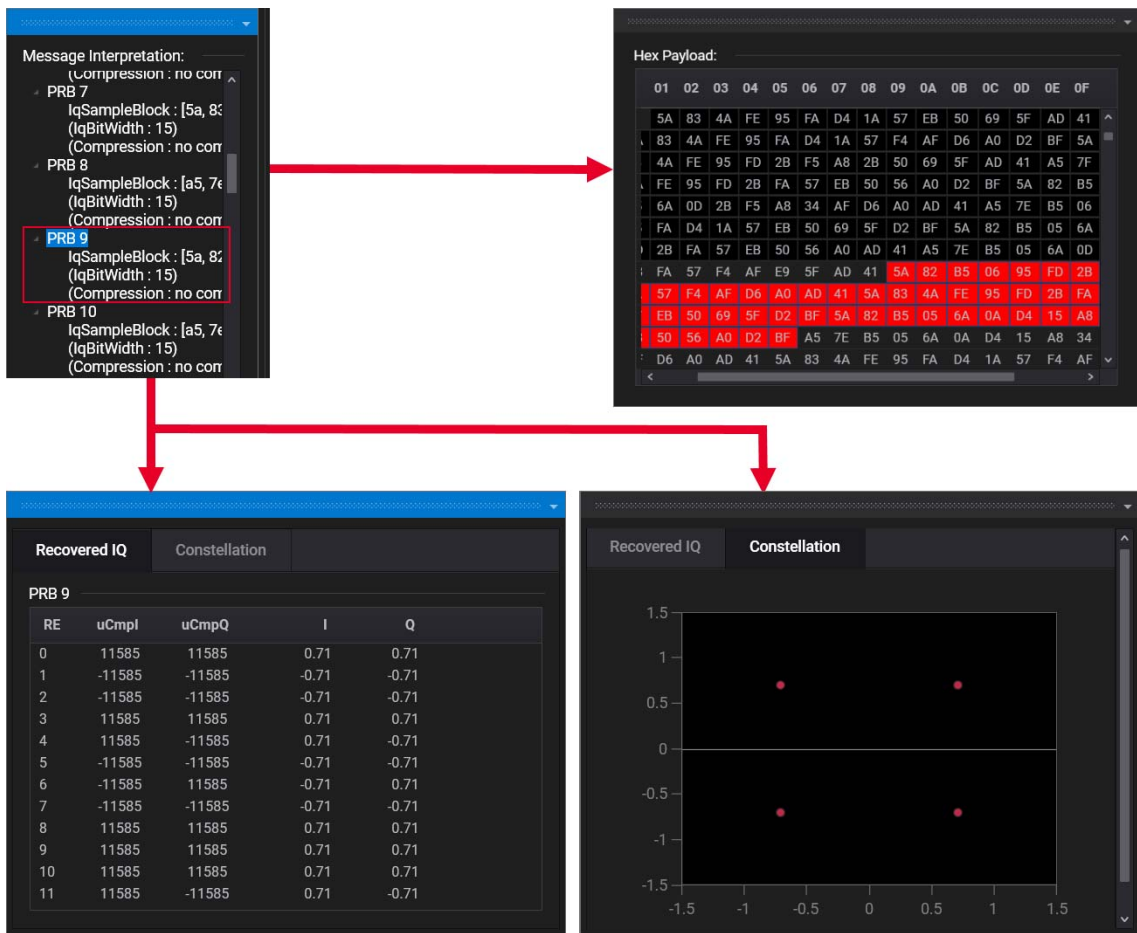 Message Interpretation:
(Compression : no com
PRB 7
IqSampleBlock : [5a, 83
(IqBitWidth : 15)
(Compression : no com
PRB 8
IqSampleBlock : [a5, 7e
(IqBitWidth : 15)
(Compression : no com
PRB 9
IqSampleBlock : [5a, 82
(IqBitWidth : 15)
(Compression : no com
PRB 10
IqSampleBlock : [a5, 7e
(IqBitWidth : 15)
(Compression : no com
Hex Payload:
01 02 03 04 05 06 07 08 09 0A 0B 0C 0D 0E 0F
5A 83 4A FE 95 FA D4 1A 57 EB 50 69 5F AD 41
83 4A FE 95 FA D4 1A 57 F4 AF D6 A0 D2 BF 5A
4A FE 95 FD 2B F5 A8 2B 50 69 5F AD 41 A5 7F
FE 95 FD 2B FA 57 EB 50 56 A0 D2 BF 5A 82 B5
6A 0D 2B F5 A8 34 AF D6 A0 AD 41 A5 7E B5 06
FA D4 1A 57 EB 50 69 5F D2 BF 5A 82 B5 05 6A
2B FA 57 EB 50 56 A0 AD 41 A5 7E B5 05 6A 0D
FA 57 F4 AF E9 5F AD 41 5A 82 B5 06 95 FD 2B
57 F4 AF D6 A0 AD 41 5A 83 4A FE 95 FD 2B FA
EB 50 69 5F D2 BF 5A 82 B5 05 6A 0A D4 15 A8
50 56 A0 D2 BF A5 7E B5 05 6A 0A D4 15 A8 34
D6 A0 AD 41 5A 83 4A FE 95 FA D4 1A 57 F4 AF
Recovered IQ Constellation
PRB 9
RE uCmpI uCmpQ I Q
0 11585 11585 0.71 0.71
1 -11585 -11585 -0.71 -0.71
2 -11585 -11585 -0.71 -0.71
3 11585 11585 0.71 0.71
4 11585 -11585 0.71 -0.71
5 -11585 -11585 -0.71 -0.71
6 -11585 11585 -0.71 0.71
7 -11585 -11585 -0.71 -0.71
8 11585 11585 0.71 0.71
9 11585 11585 0.71 0.71
10 11585 11585 0.71 0.71
11 11585 -11585 0.71 -0.71
Recovered IQ Constellation
1.5
1
0.5
0
-0.5
-1
-1.5
-1.5 -1 -0.5 0 0.5 1 1.5